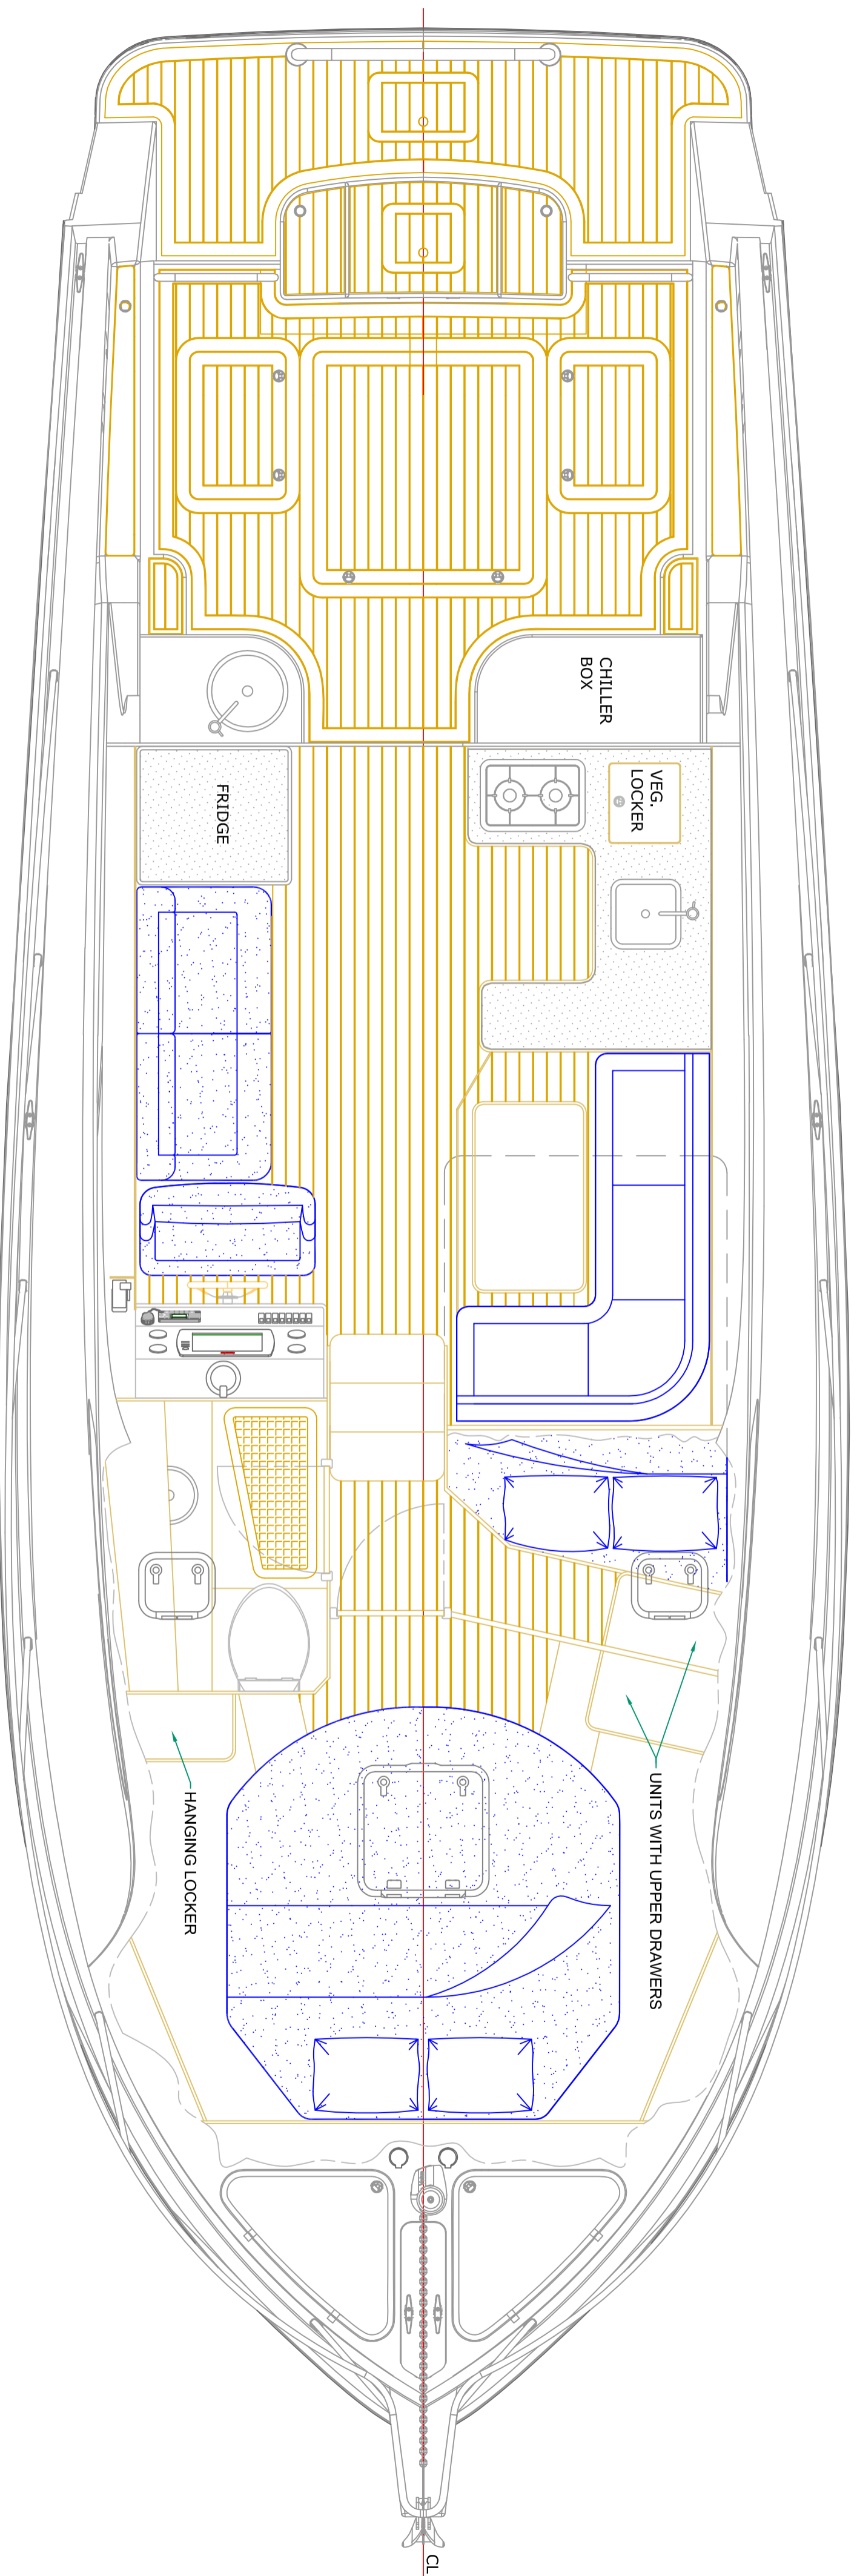 CHILLER
BOX
VEG.
LOCKER
FRIDGE
UNITS WITH UPPER DRAWERS
HANGING LOCKER
CL